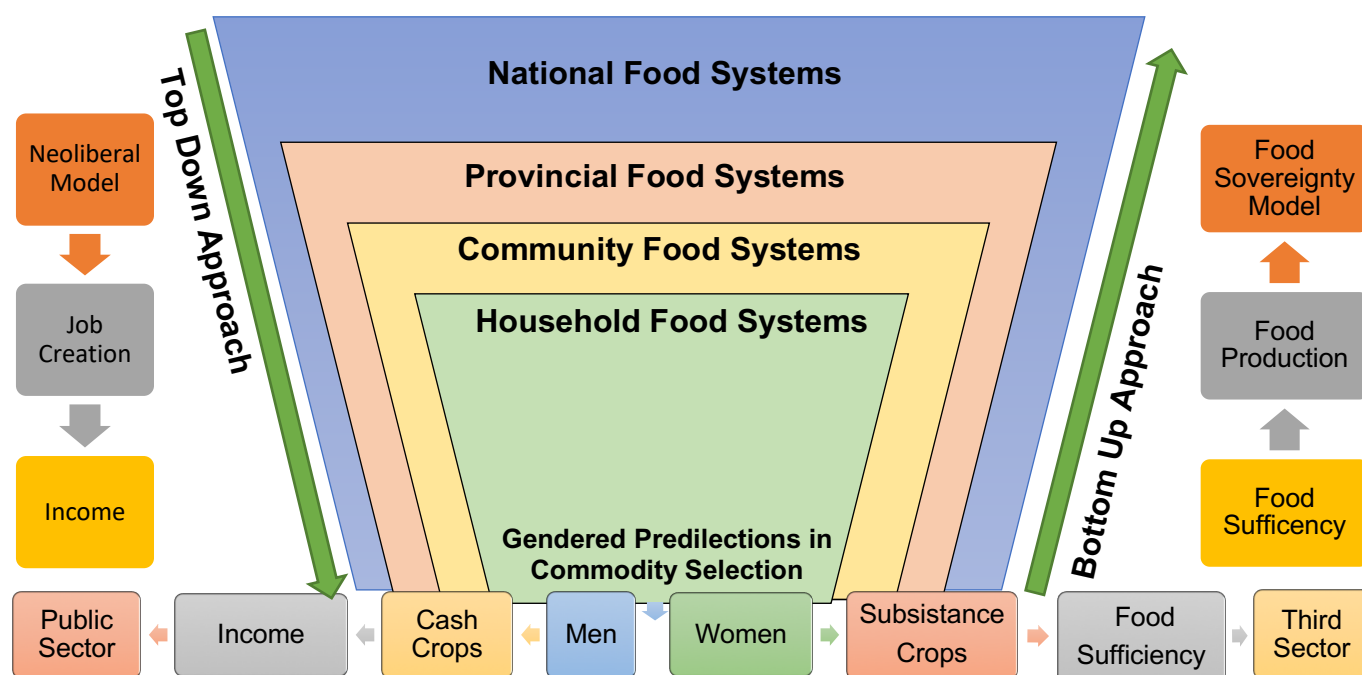 National Food Systems
Provincial Food Systems
Community Food Systems
Household Food Systems
Gendered Predilections in
Commodity Selection
Top Down Approach
Bottom Up Approach
Neoliberal
Model
Job
Creation
Income
Food
Sovereignty
Model
Food
Production
Food
Sufficency
Public
Sector
Income
Cash
Crops
Men
Women
Subsistance
Crops
Food
Sufficiency
Third
Sector